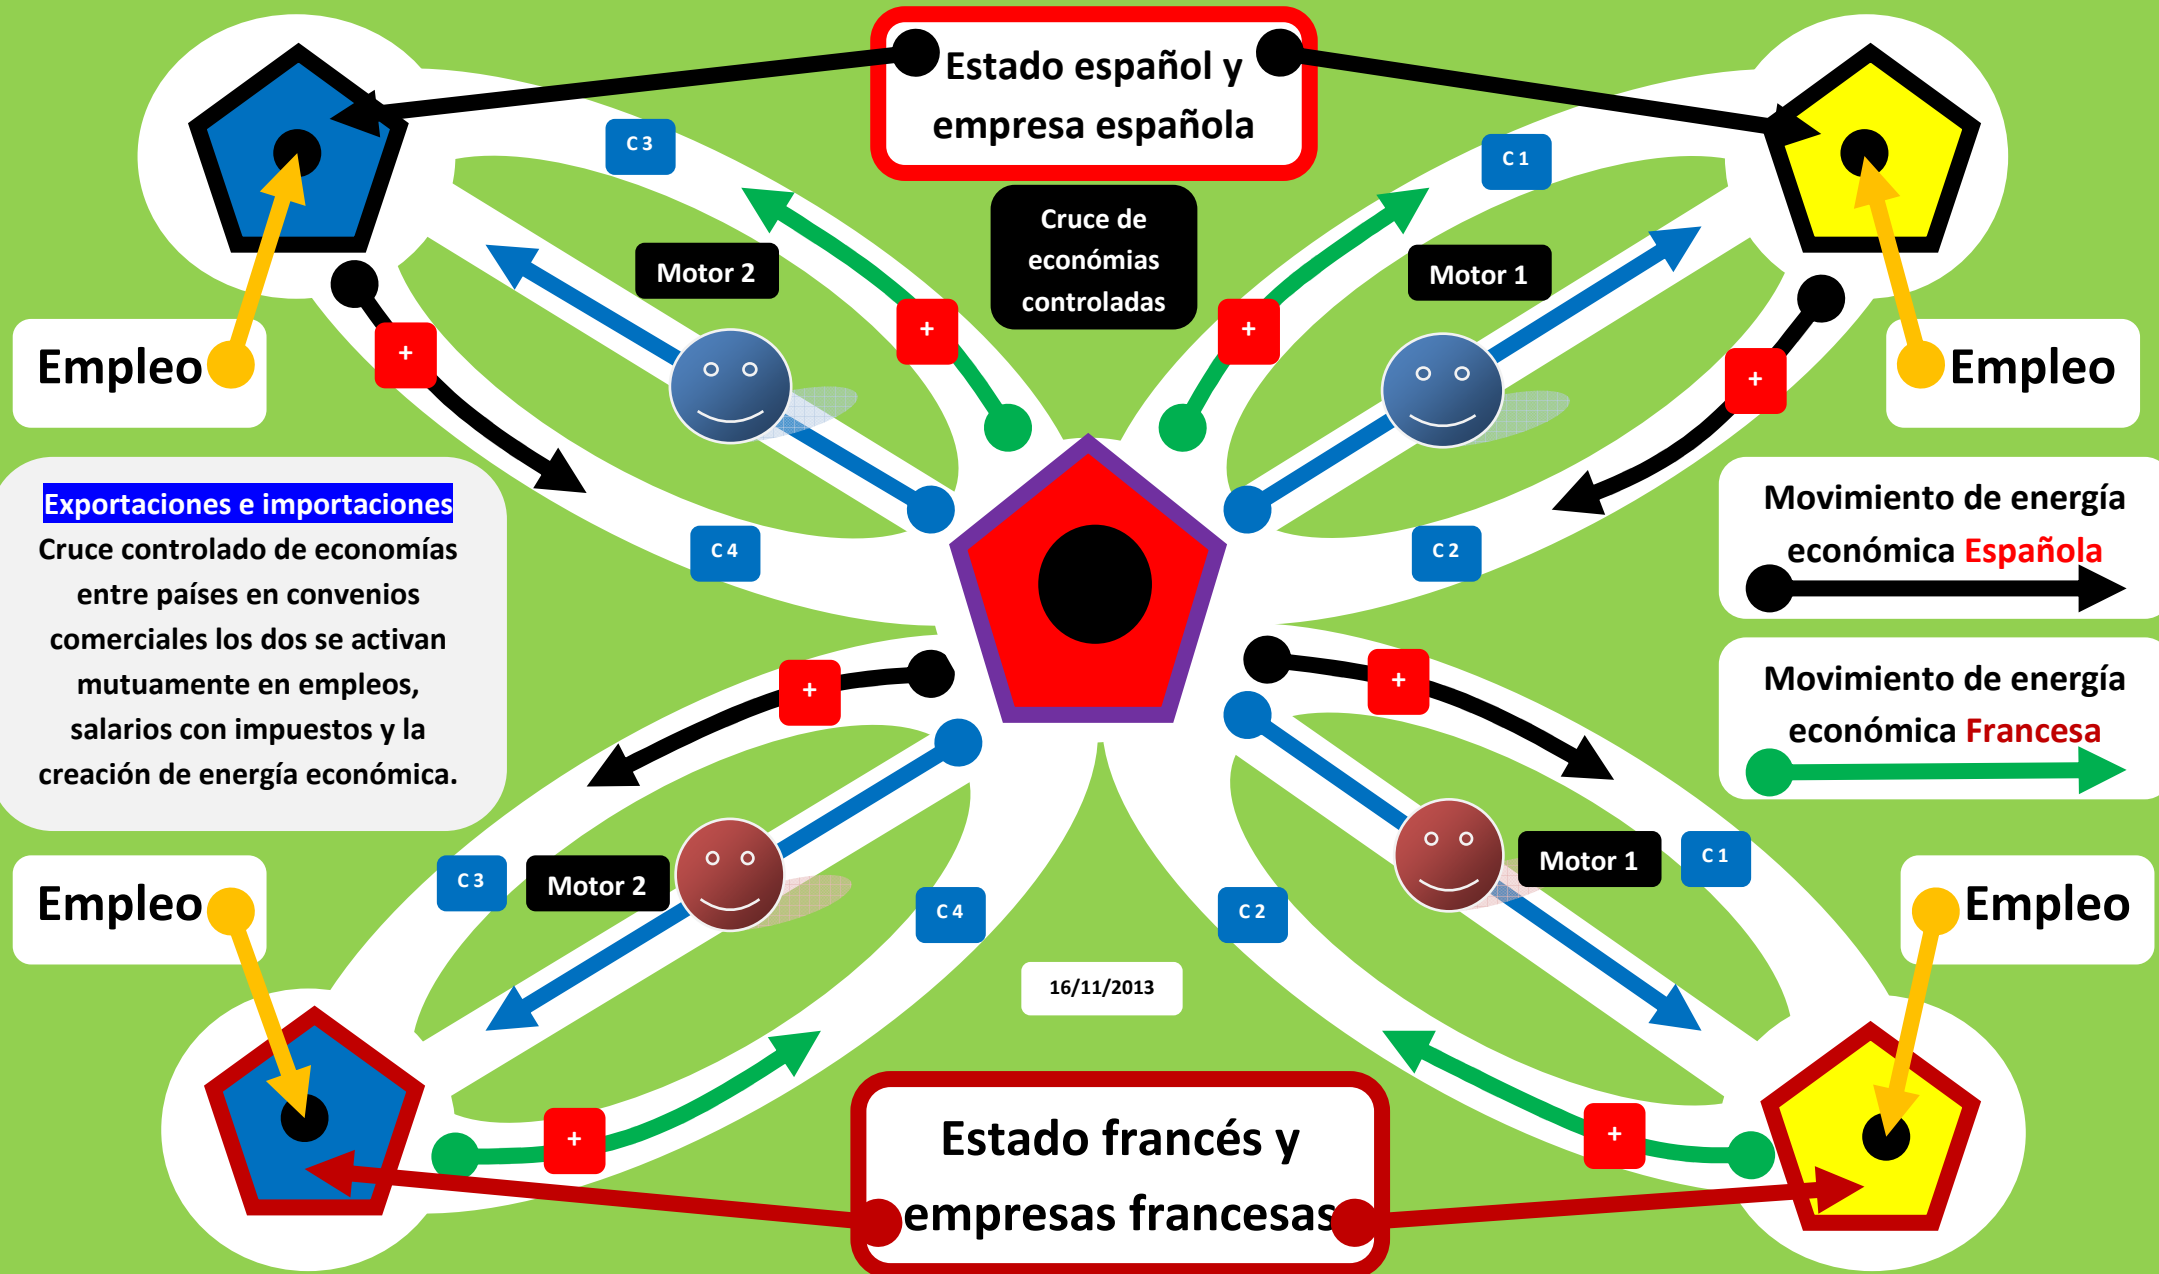 Estado español y
empresa española
C 3
C 1
Cruce de
económias
controladas
Motor 2
Motor 1
+
+
+
+
Empleo
Empleo
Exportaciones e importaciones
Cruce controlado de economías
entre países en convenios
comerciales los dos se activan
mutuamente en empleos,
salarios con impuestos y la
creación de energía económica.
C 4
C 2
Movimiento de energía
económica Española
Movimiento de energía
económica Francesa
+
+
C 3
Motor 2
Motor 1
C 1
Empleo
C 4
C 2
Empleo
16/11/2013
+
+
Estado francés y
empresas francesas